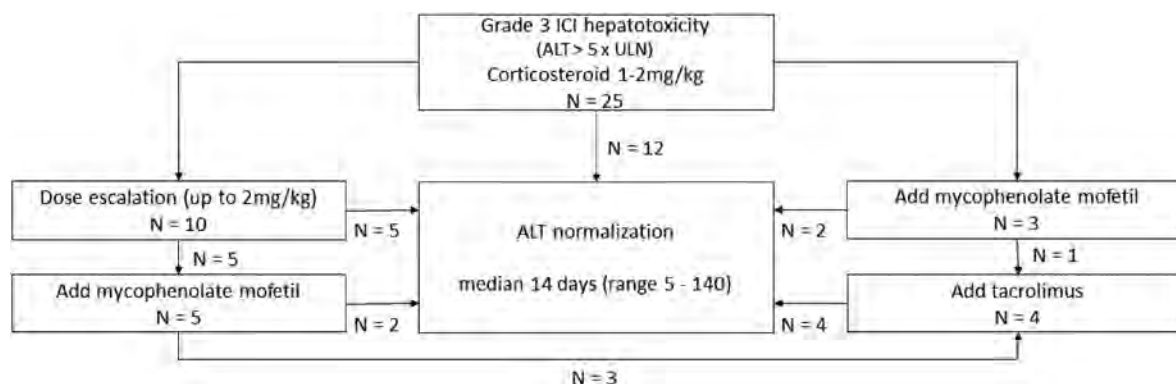 Grade 3 ICI hepatotoxicity
(ALT > 5 x ULN)
Corticosteroid 1-2mg/kg
N = 25
N = 12
Dose escalation (up to 2mg/kg)
N = 10
N = 5
N = 5
Add mycophenolate mofetil
N = 5
N = 2
ALT normalization
median 14 days (range 5 - 140)
Add mycophenolate mofetil
N = 3
N = 2
N = 1
Add tacrolimus
N = 4
N = 4
N = 3